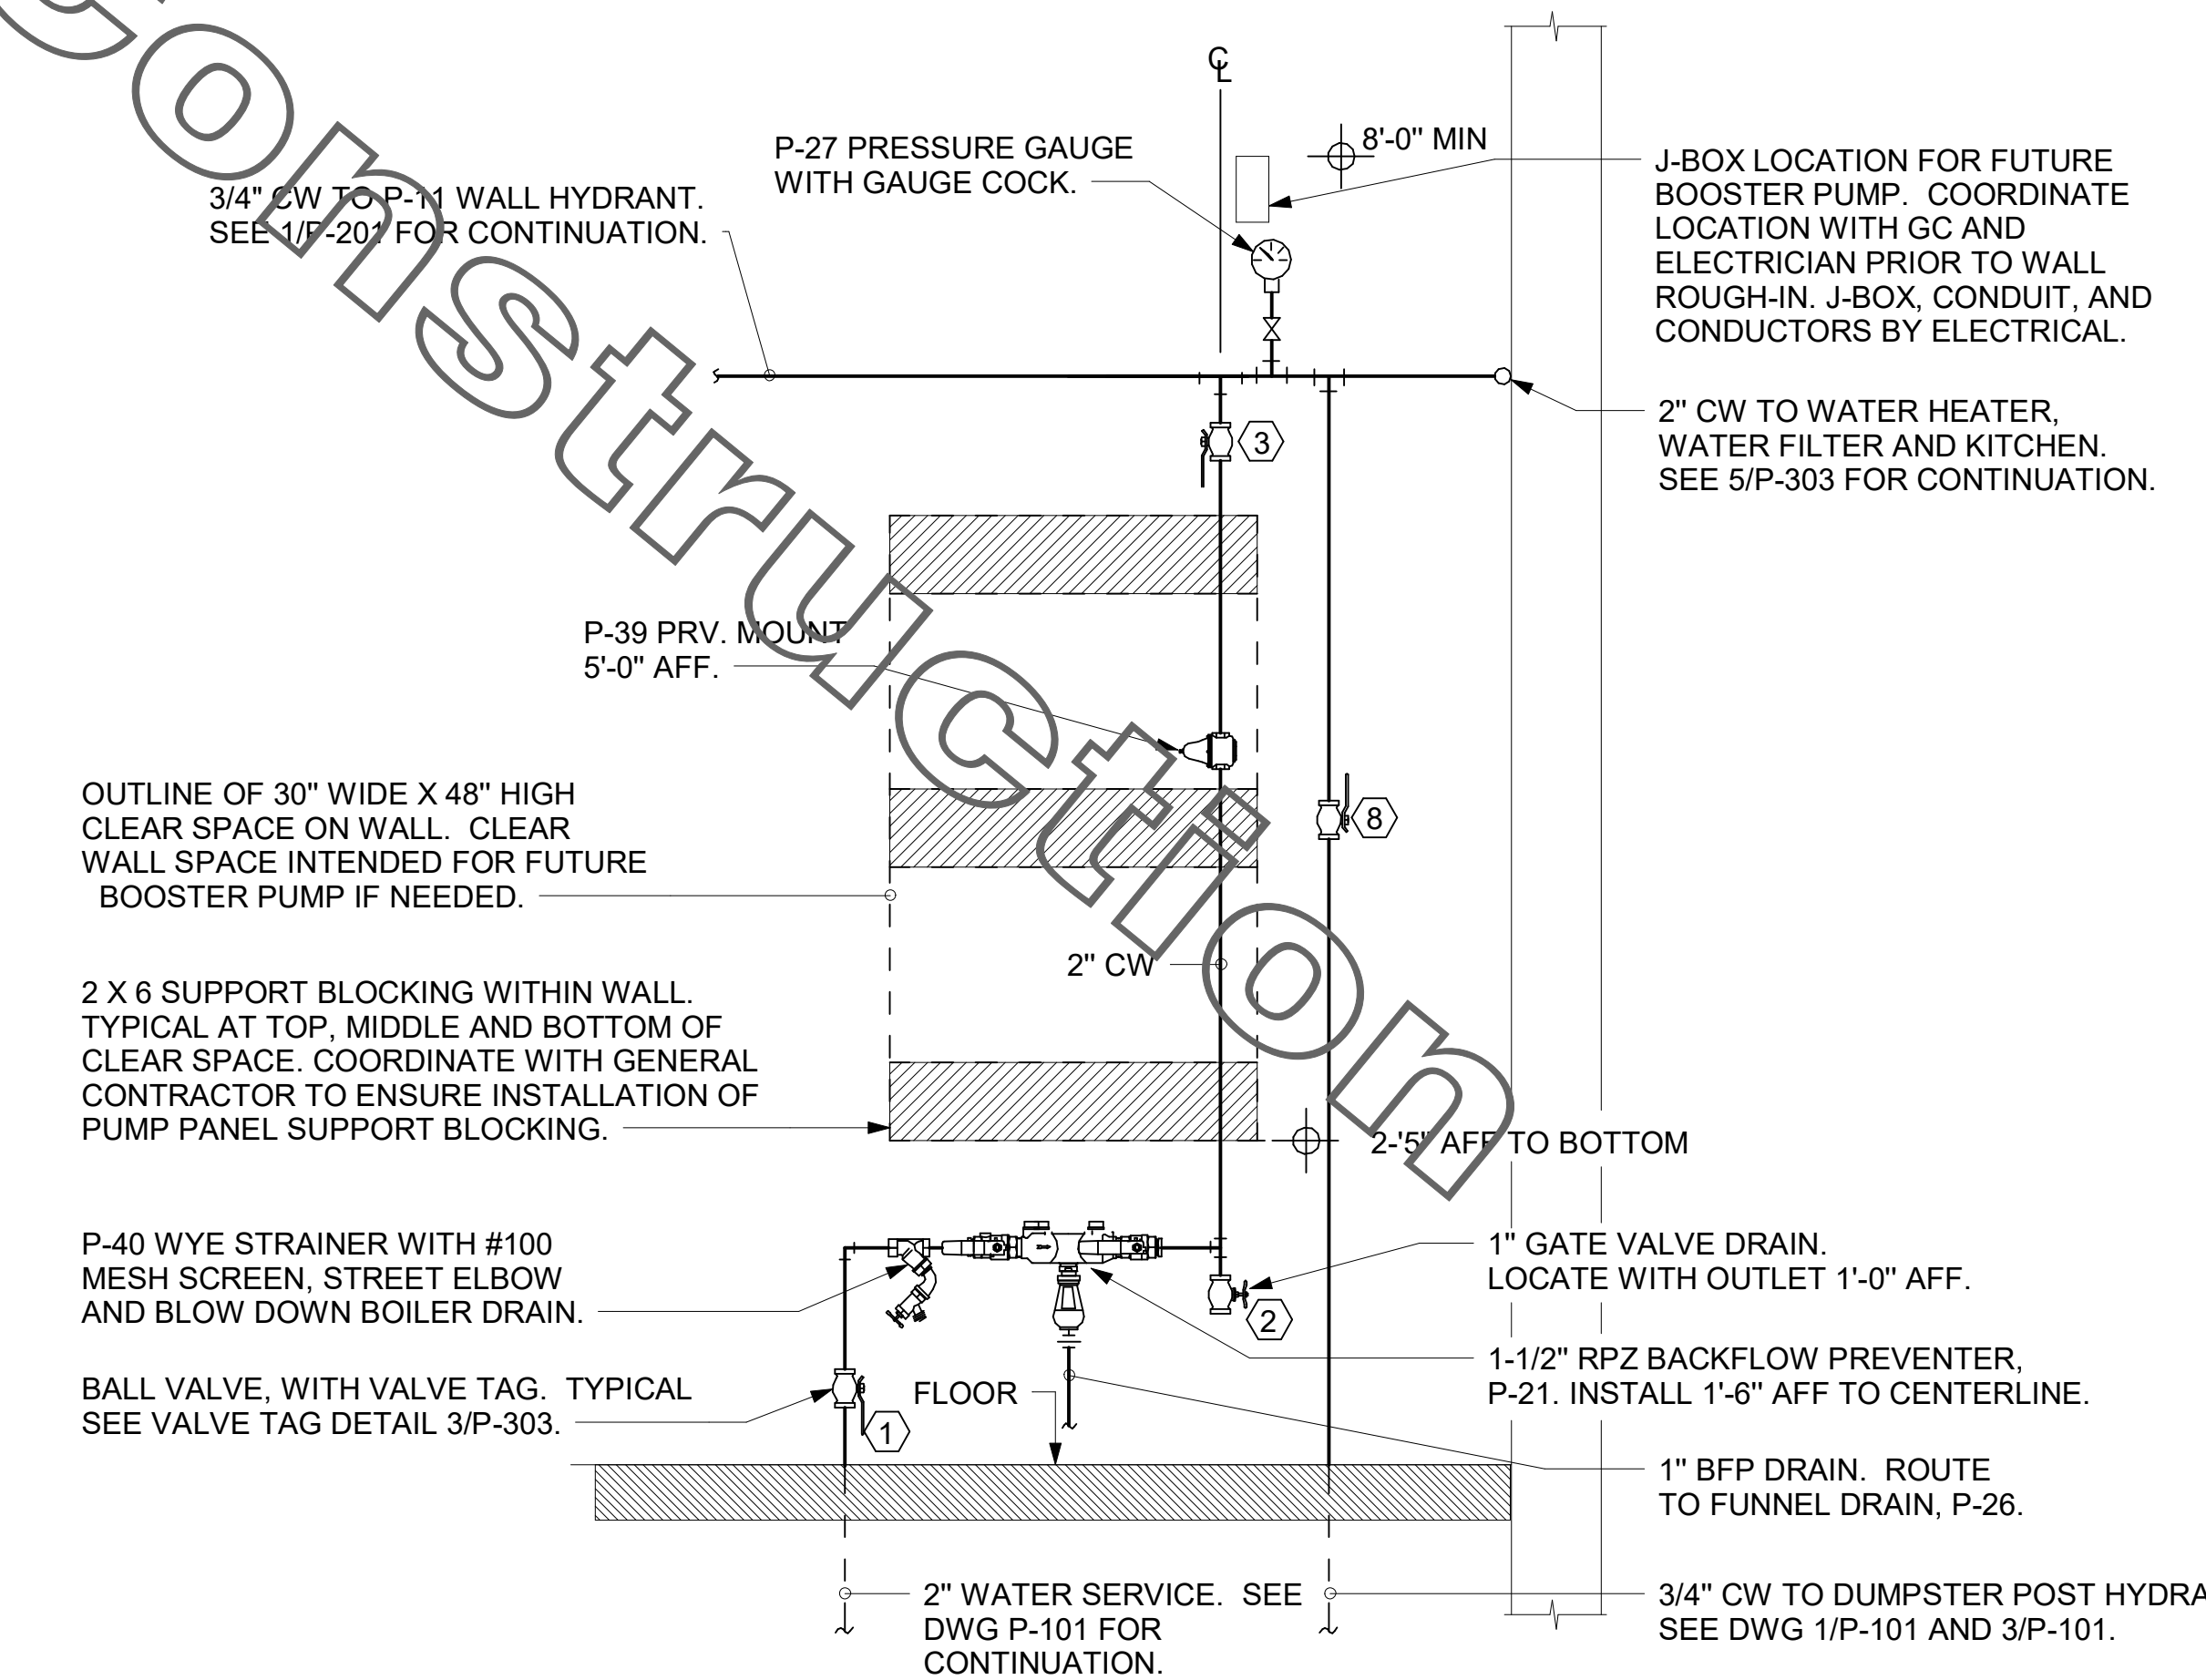 Construction
℄
P-27 PRESSURE GAUGE
WITH GAUGE COCK.
8'-0" MIN
J-BOX LOCATION FOR FUTURE
BOOSTER PUMP. COORDINATE
LOCATION WITH GC AND
ELECTRICIAN PRIOR TO WALL
ROUGH-IN. J-BOX, CONDUIT, AND
CONDUCTORS BY ELECTRICAL.
3/4" CW TO P-11 WALL HYDRANT.
SEE 1/P-201 FOR CONTINUATION.
2" CW TO WATER HEATER,
WATER FILTER AND KITCHEN.
SEE 5/P-303 FOR CONTINUATION.
3
P-39 PRV. MOUNT
5'-0" AFF.
OUTLINE OF 30" WIDE X 48" HIGH
CLEAR SPACE ON WALL. CLEAR
WALL SPACE INTENDED FOR FUTURE
BOOSTER PUMP IF NEEDED.
8
2" CW
2 X 6 SUPPORT BLOCKING WITHIN WALL.
TYPICAL AT TOP, MIDDLE AND BOTTOM OF
CLEAR SPACE. COORDINATE WITH GENERAL
CONTRACTOR TO ENSURE INSTALLATION OF
PUMP PANEL SUPPORT BLOCKING.
2-'5" AFF TO BOTTOM
P-40 WYE STRAINER WITH #100
MESH SCREEN, STREET ELBOW
AND BLOW DOWN BOILER DRAIN.
1" GATE VALVE DRAIN.
LOCATE WITH OUTLET 1'-0" AFF.
2
1-1/2" RPZ BACKFLOW PREVENTER,
P-21. INSTALL 1'-6" AFF TO CENTERLINE.
BALL VALVE, WITH VALVE TAG. TYPICAL
SEE VALVE TAG DETAIL 3/P-303.
1
FLOOR
1" BFP DRAIN. ROUTE
TO FUNNEL DRAIN, P-26.
2" WATER SERVICE. SEE
DWG P-101 FOR
CONTINUATION.
3/4" CW TO DUMPSTER POST HYDRA
SEE DWG 1/P-101 AND 3/P-101.